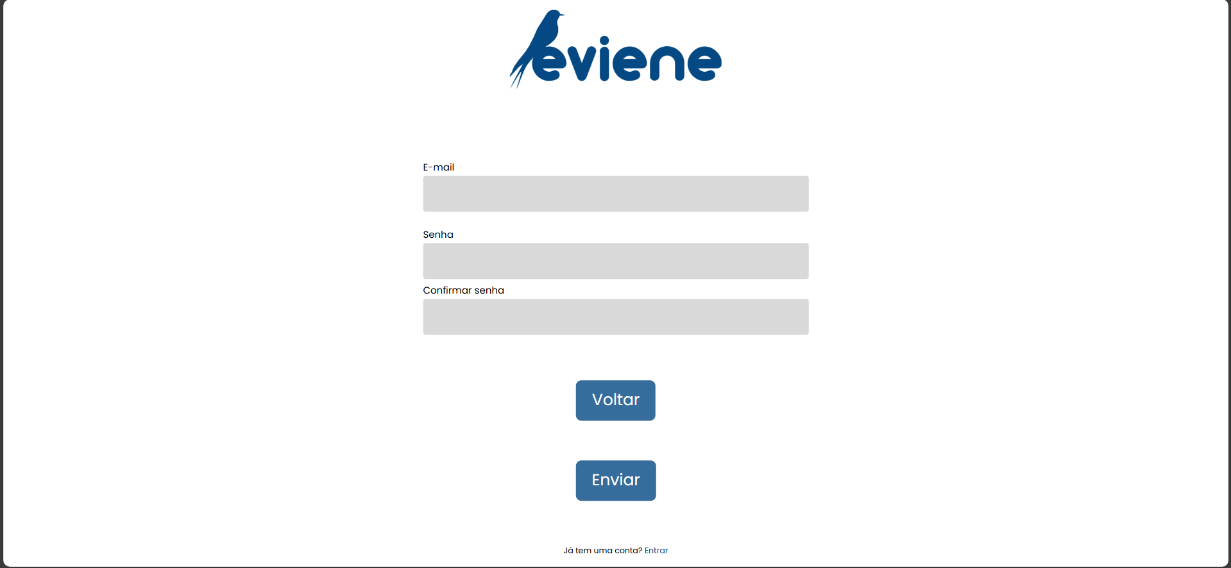 eviene
E-mail
Senha
Confirmar senha
Voltar
Enviar
Já tem uma conta? Entrar